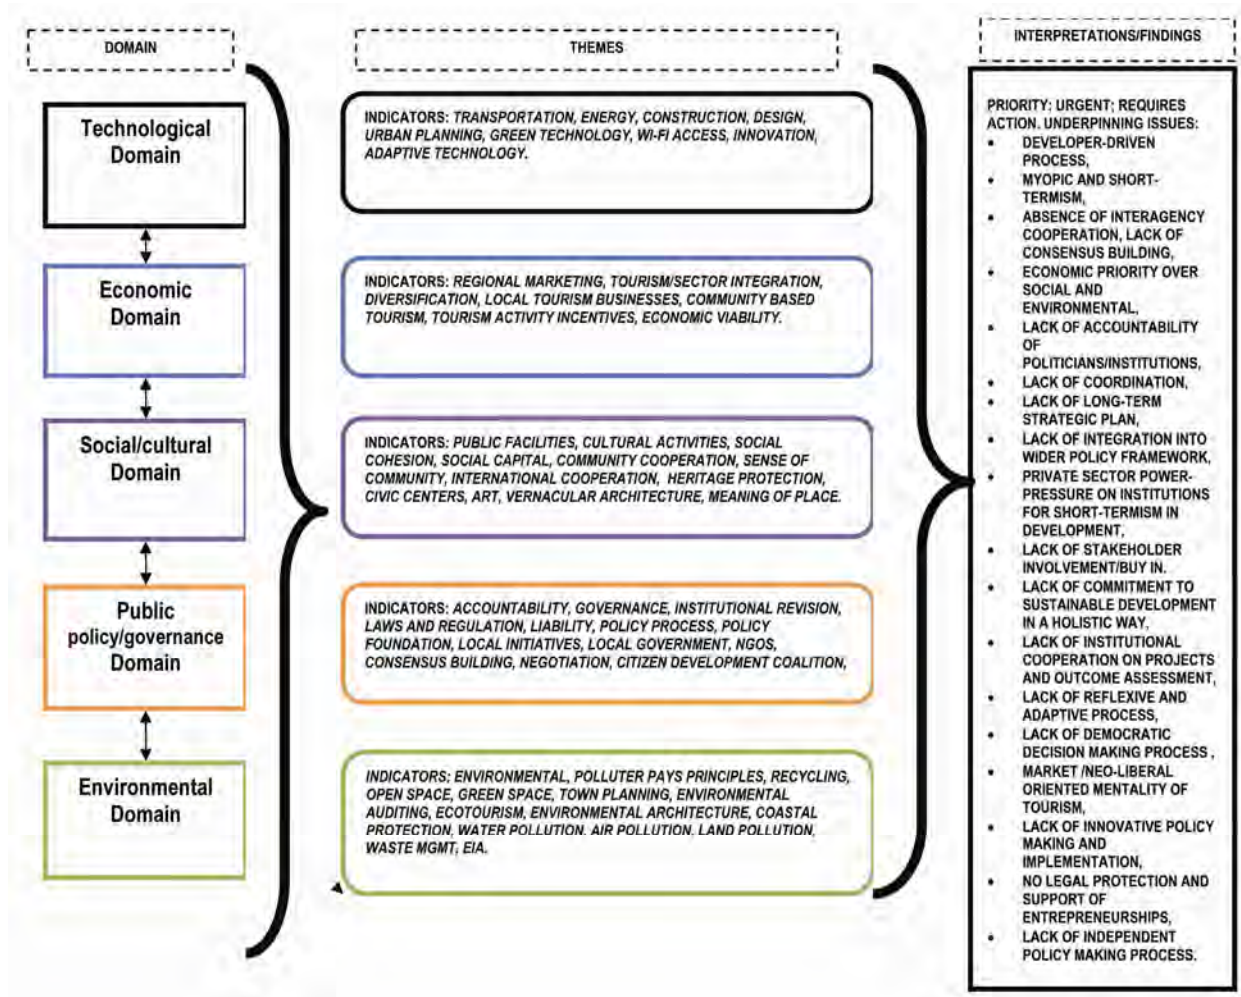 DOMAIN
THEMES
INTERPRETATIONS/FINDINGS
Technological
Domain
Economic
Domain
Social/cultural
Domain
Public
policy/governance
Domain
Environmental
Domain
INDICATORS: TRANSPORTATION, ENERGY, CONSTRUCTION, DESIGN,
URBAN PLANNING, GREEN TECHNOLOGY, WI-FI ACCESS, INNOVATION,
ADAPTIVE TECHNOLOGY.
INDICATORS: REGIONAL MARKETING, TOURISM/SECTOR INTEGRATION,
DIVERSIFICATION, LOCAL TOURISM BUSINESSES, COMMUNITY BASED
TOURISM, TOURISM ACTIVITY INCENTIVES, ECONOMIC VIABILITY.
INDICATORS: PUBLIC FACILITIES, CULTURAL ACTIVITIES, SOCIAL
COHESION, SOCIAL CAPITAL, COMMUNITY COOPERATION, SENSE OF
COMMUNITY, INTERNATIONAL COOPERATION, HERITAGE PROTECTION,
CIVIC CENTERS, ART, VERNACULAR ARCHITECTURE, MEANING OF PLACE.
INDICATORS: ACCOUNTABILITY, GOVERNANCE, INSTITUTIONAL REVISION,
LAWS AND REGULATION, LIABILITY, POLICY PROCESS, POLICY
FOUNDATION, LOCAL INITIATIVES, LOCAL GOVERNMENT, NGOS,
CONSENSUS BUILDING, NEGOTIATION, CITIZEN DEVELOPMENT COALITION,
INDICATORS: ENVIRONMENTAL, POLLUTER PAYS PRINCIPLES, RECYCLING,
OPEN SPACE, GREEN SPACE, TOWN PLANNING, ENVIRONMENTAL
AUDITING, ECOTOURISM, ENVIRONMENTAL ARCHITECTURE, COASTAL
PROTECTION, WATER POLLUTION, AIR POLLUTION, LAND POLLUTION,
WASTE MGMT, EIA.
PRIORITY: URGENT; REQUIRES
ACTION. UNDERPINNING ISSUES:
• DEVELOPER-DRIVEN
PROCESS,
• MYOPIC AND SHORT-
TERMISM,
• ABSENCE OF INTERAGENCY
COOPERATION, LACK OF
CONSENSUS BUILDING,
• ECONOMIC PRIORITY OVER
SOCIAL AND
ENVIRONMENTAL,
• LACK OF ACCOUNTABILITY
OF
POLITICIANS/INSTITUTIONS,
• LACK OF COORDINATION,
• LACK OF LONG-TERM
STRATEGIC PLAN,
• LACK OF INTEGRATION INTO
WIDER POLICY FRAMEWORK,
• PRIVATE SECTOR POWER-
PRESSURE ON INSTITUTIONS
FOR SHORT-TERMISM IN
DEVELOPMENT,
• LACK OF STAKEHOLDER
INVOLVEMENT/BUY IN.
• LACK OF COMMITMENT TO
SUSTAINABLE DEVELOPMENT
IN A HOLISTIC WAY,
• LACK OF INSTITUTIONAL
COOPERATION ON PROJECTS
AND OUTCOME ASSESSMENT,
• LACK OF REFLEXIVE AND
ADAPTIVE PROCESS,
• LACK OF DEMOCRATIC
DECISION MAKING PROCESS ,
• MARKET /NEO-LIBERAL
ORIENTED MENTALITY OF
TOURISM,
• LACK OF INNOVATIVE POLICY
MAKING AND
IMPLEMENTATION,
• NO LEGAL PROTECTION AND
SUPPORT OF
ENTREPRENEURSHIPS,
• LACK OF INDEPENDENT
POLICY MAKING PROCESS.